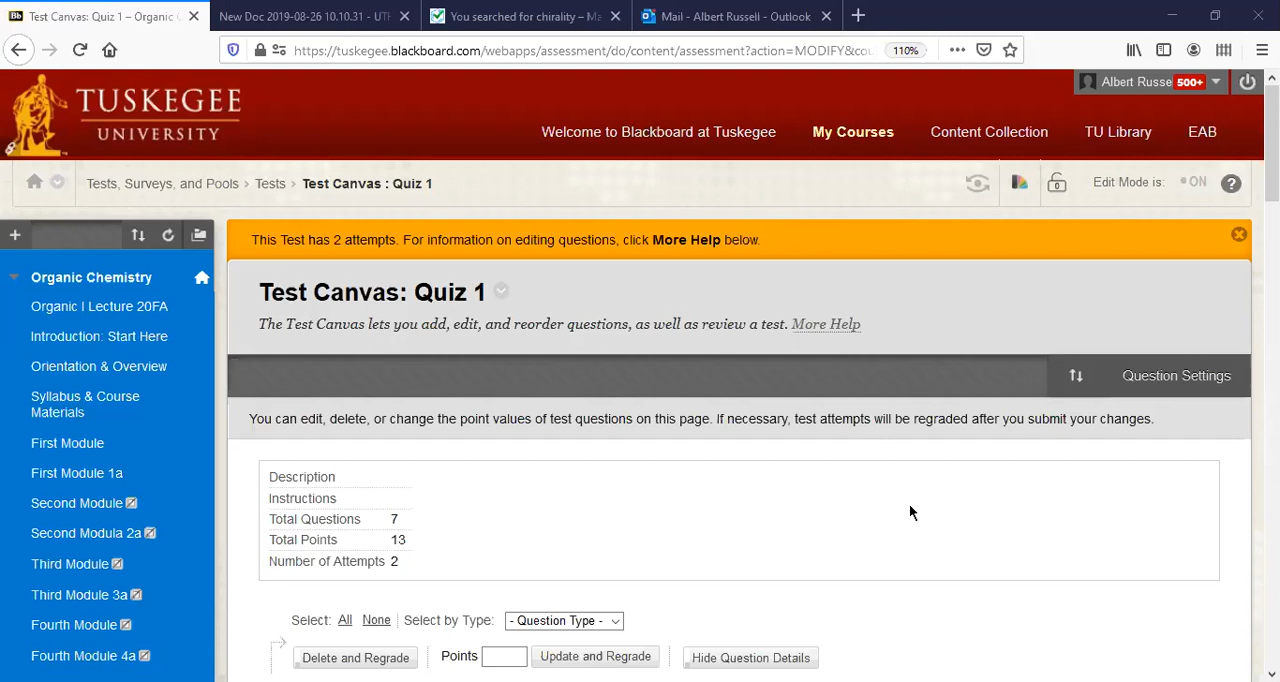 Bb Test Canvas: Quiz 1 – Organic
New Doc 2019-08-26 10.10.31 - UTF
You searched for chirality – Ma
Mail - Albert Russell - Outlook
https://tuskegee.blackboard.com/webapps/assessment/do/content/assessment?action=MODIFY&cou
110%
Albert Russe 500+
TUSKEGEE
UNIVERSITY
Welcome to Blackboard at Tuskegee
My Courses
Content Collection
TU Library
EAB
Tests, Surveys, and Pools > Tests > Test Canvas : Quiz 1
Edit Mode is: ON
This Test has 2 attempts. For information on editing questions, click More Help below.
Organic Chemistry
Organic I Lecture 20FA
Introduction: Start Here
Orientation & Overview
Syllabus & Course
Materials
First Module
First Module 1a
Second Module
Second Modula 2a
Third Module
Third Module 3a
Fourth Module
Fourth Module 4a
Test Canvas: Quiz 1
The Test Canvas lets you add, edit, and reorder questions, as well as review a test. More Help
Question Settings
You can edit, delete, or change the point values of test questions on this page. If necessary, test attempts will be regraded after you submit your changes.
Description
Instructions
Total Questions 7
Total Points 13
Number of Attempts 2
Select: All None Select by Type: - Question Type -
Delete and Regrade Points Update and Regrade Hide Question Details